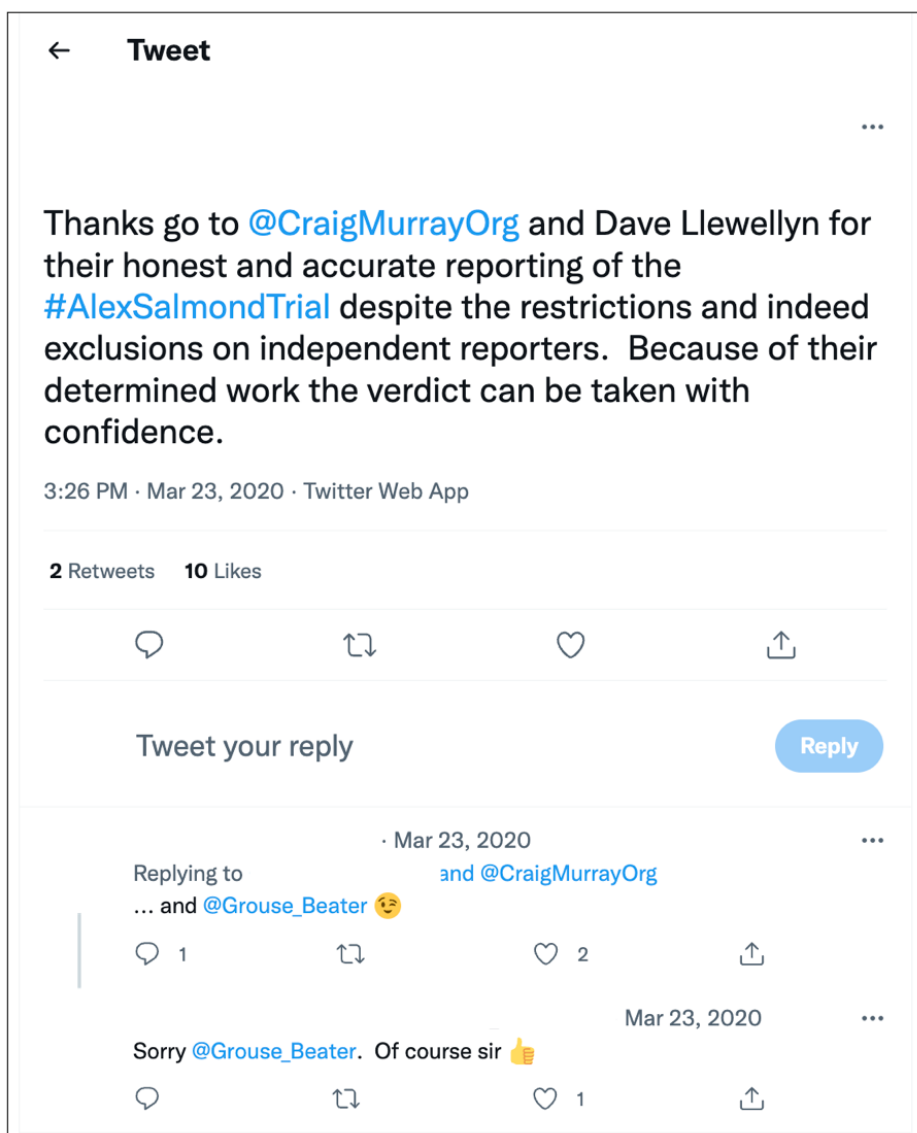 Tweet
Thanks go to @CraigMurrayOrg and Dave Llewellyn for
their honest and accurate reporting of the
#AlexSalmondTrial despite the restrictions and indeed
exclusions on independent reporters.  Because of their
determined work the verdict can be taken with
confidence.
3:26 PM · Mar 23, 2020 · Twitter Web App
2 Retweets 10 Likes
Tweet your reply
Reply
· Mar 23, 2020
Replying to and @CraigMurrayOrg
... and @Grouse_Beater 😉
1 2
Mar 23, 2020
Sorry @Grouse_Beater.  Of course sir 👍
1